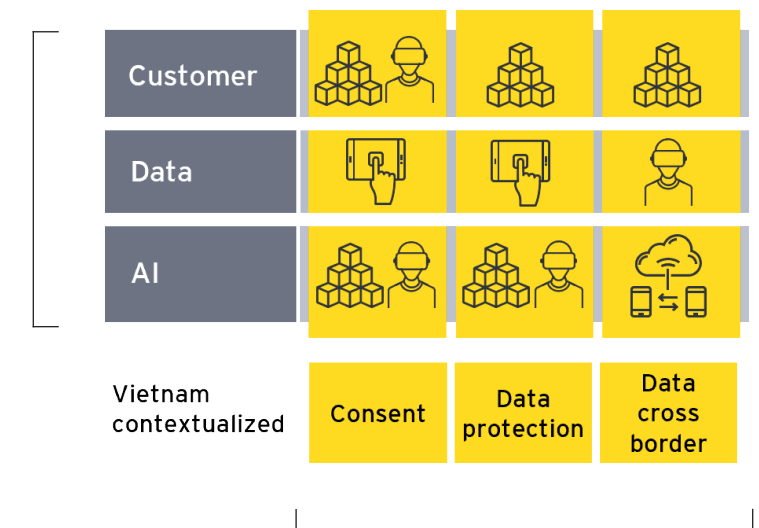 Customer
Data
AI
Vietnam
contextualized
Consent
Data
protection
Data
cross
border